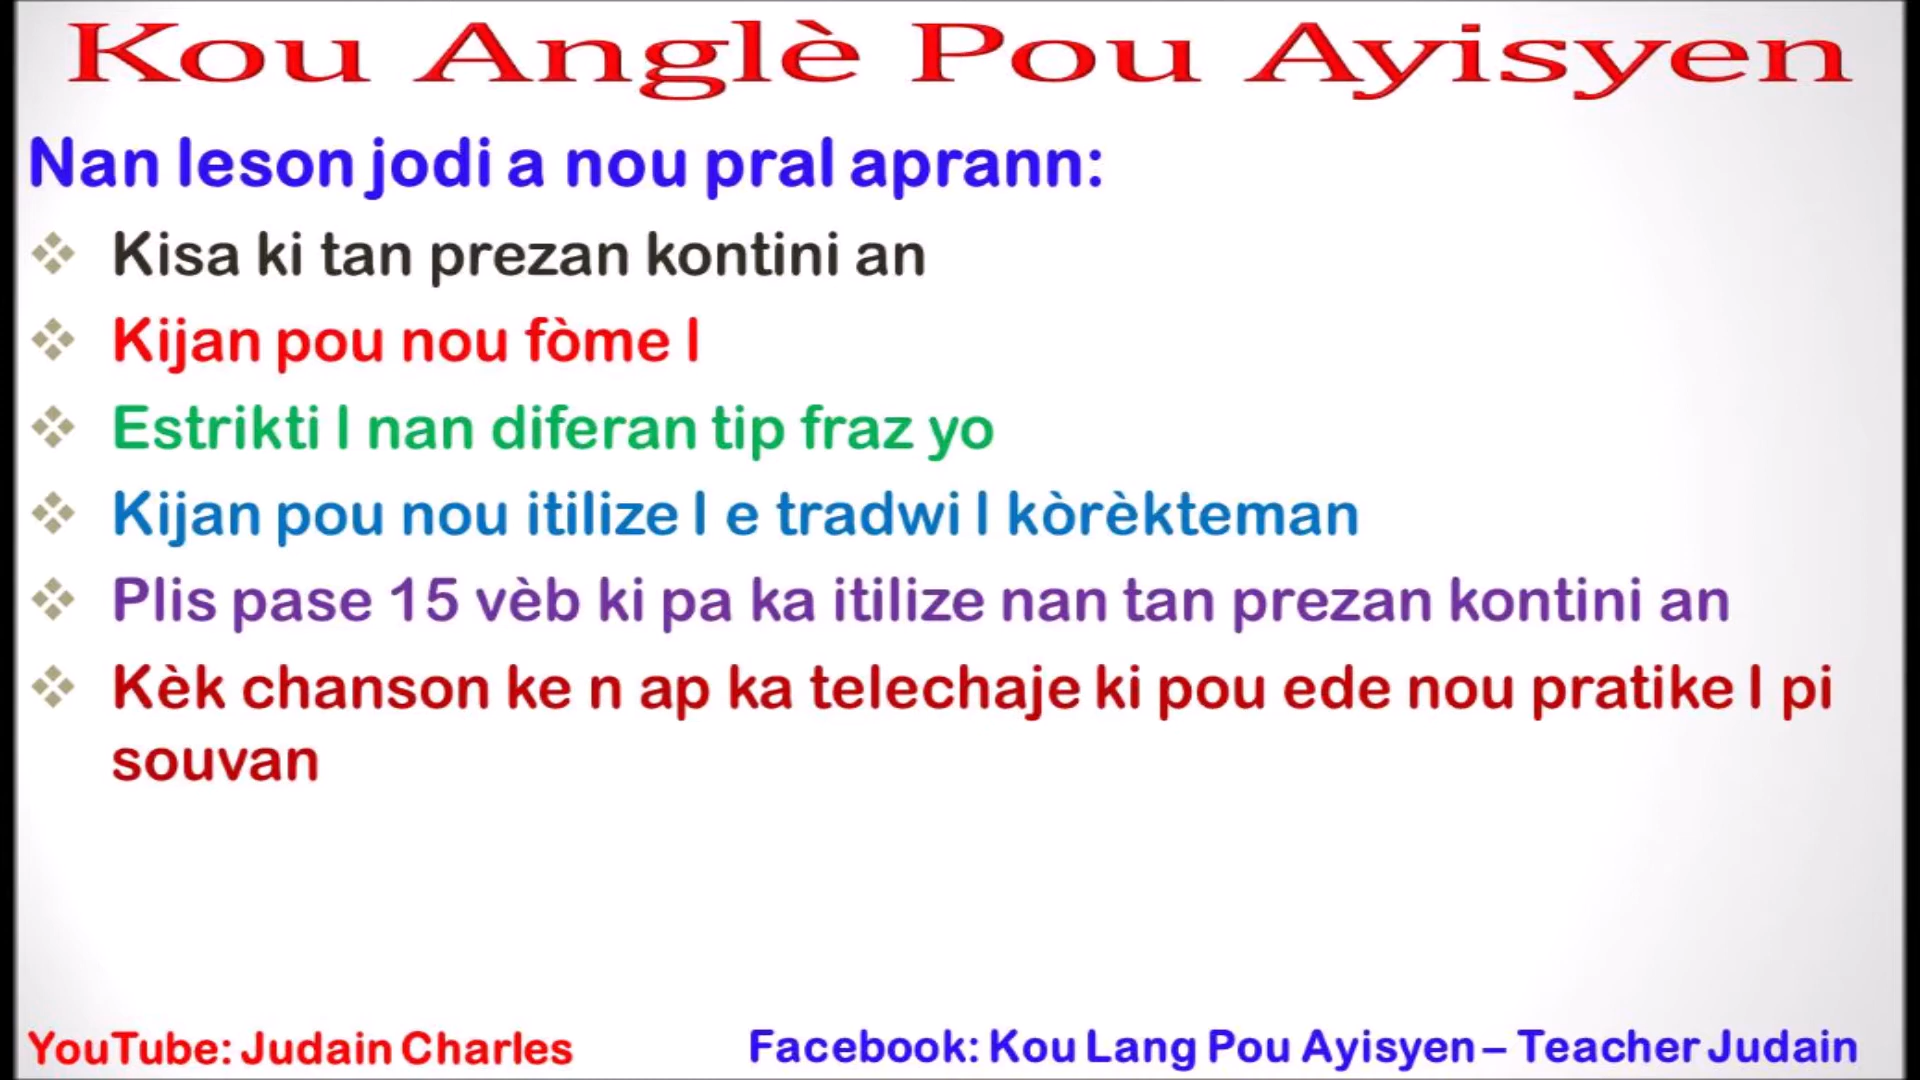 Kou Anglè Pou Ayisyen
Nan leson jodi a nou pral aprann:
Kisa ki tan prezan kontini an
Kijan pou nou fòme l
Estrikti l nan diferan tip fraz yo
Kijan pou nou itilize l e tradwi l kòrèkteman
Plis pase 15 vèb ki pa ka itilize nan tan prezan kontini an
Kèk chanson ke n ap ka telechaje ki pou ede nou pratike l pi
souvan
YouTube: Judain Charles
Facebook: Kou Lang Pou Ayisyen – Teacher Judain